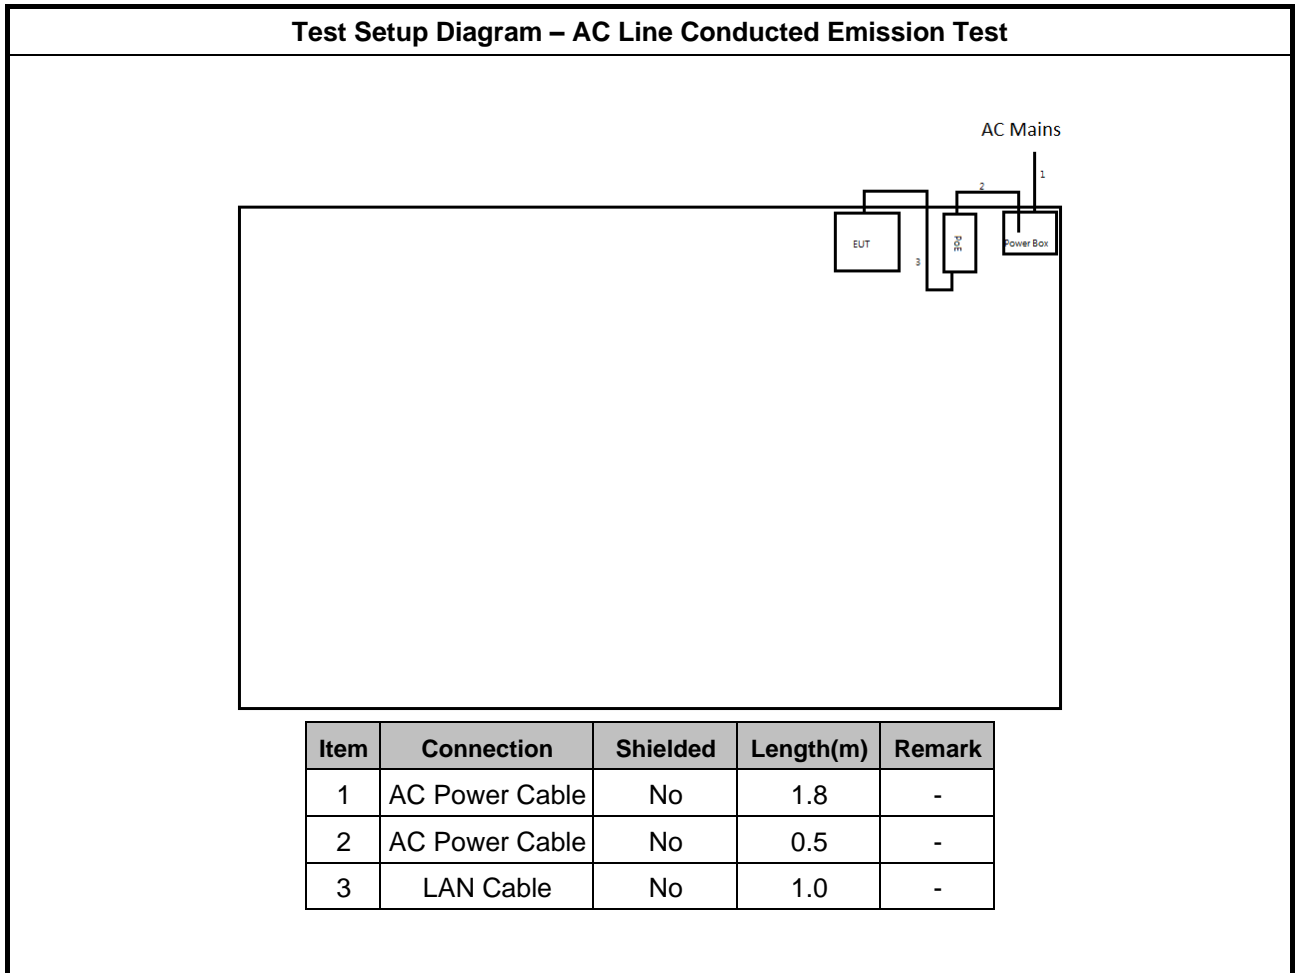 Test Setup Diagram – AC Line Conducted Emission Test
AC Mains
1
2
EUT
3
PoE
Power Box
Item Connection Shielded Length(m) Remark
1 AC Power Cable No 1.8 -
2 AC Power Cable No 0.5 -
3 LAN Cable No 1.0 -